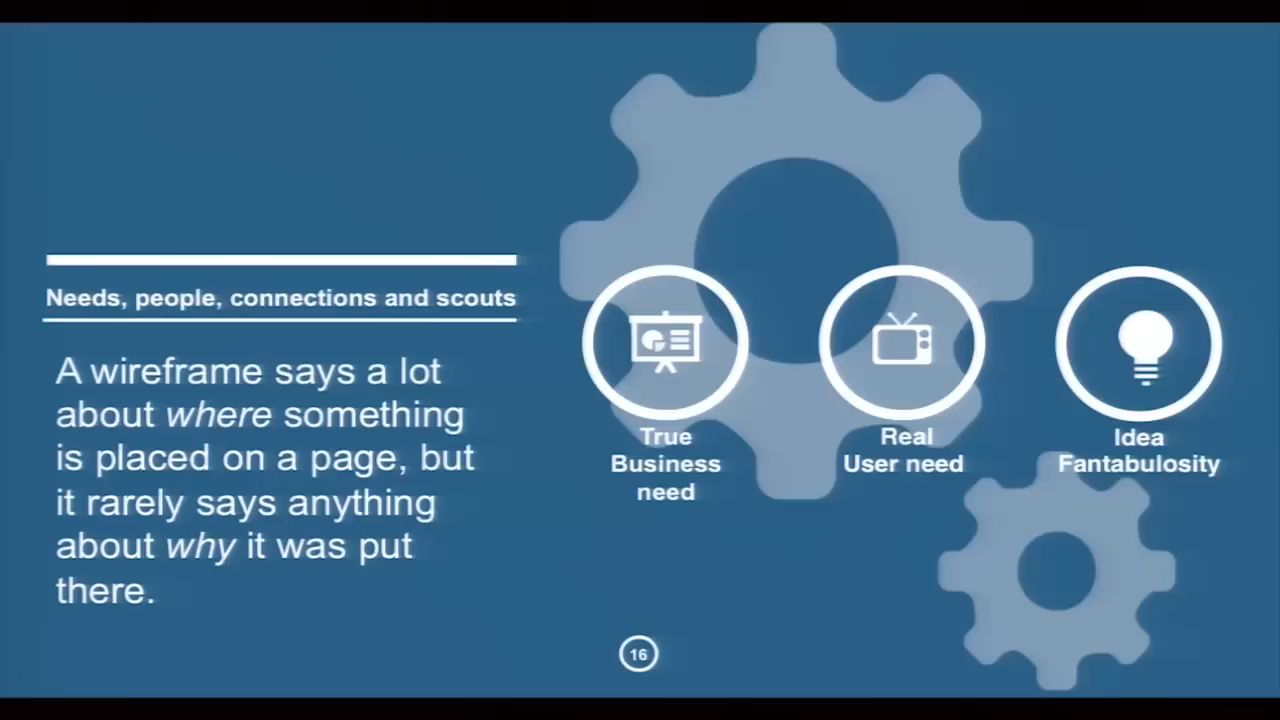 Needs, people, connections and scouts
A wireframe says a lot
about where something
is placed on a page, but
it rarely says anything
about why it was put
there.
True
Business
need
Real
User need
Idea
Fantabulosity
16